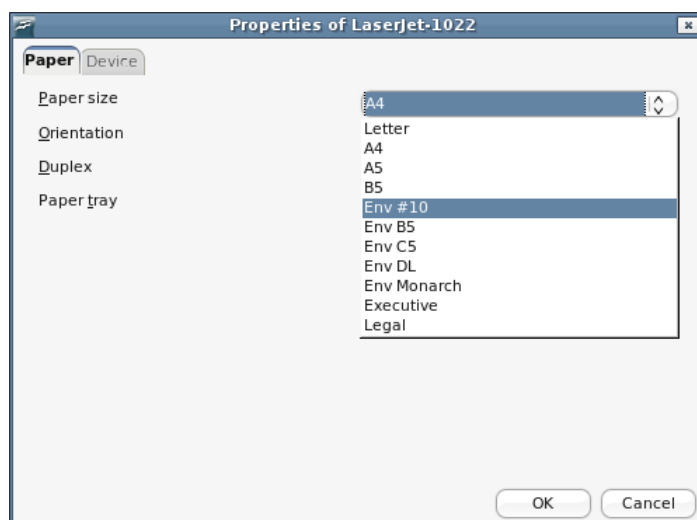 Properties of LaserJet-1022
Paper Device
Paper size A4
Orientation
Duplex
Paper tray
Letter
A4
A5
B5
Env #10
Env B5
Env C5
Env DL
Env Monarch
Executive
Legal
OK Cancel